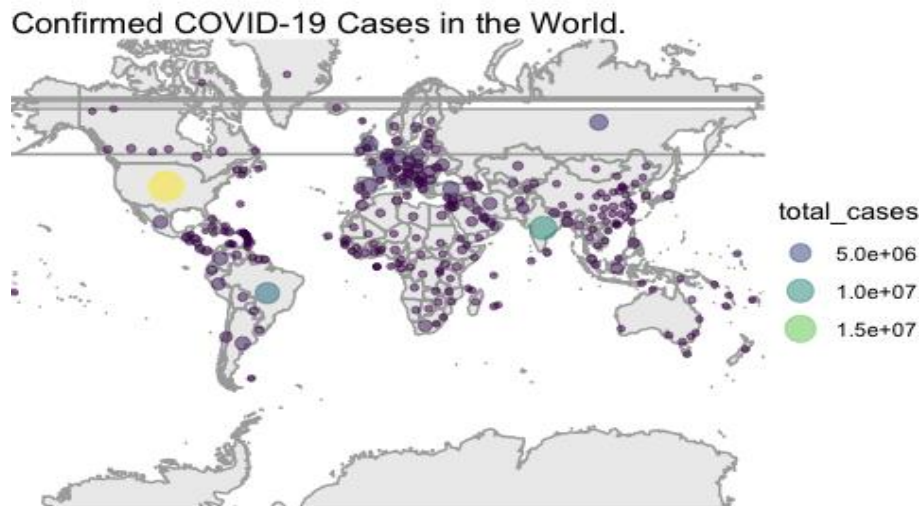 Confirmed COVID-19 Cases in the World.
total_cases
5.0e+06
1.0e+07
1.5e+07